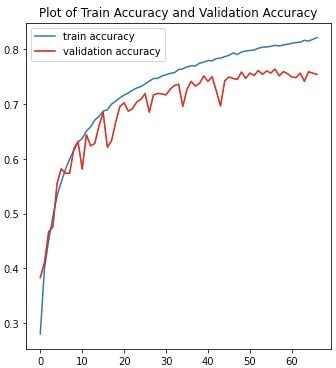 Plot of Train Accuracy and Validation Accuracy
train accuracy
validation accuracy
0.8
0.7
0.6
0.5
0.4
0.3
0 10 20 30 40 50 60